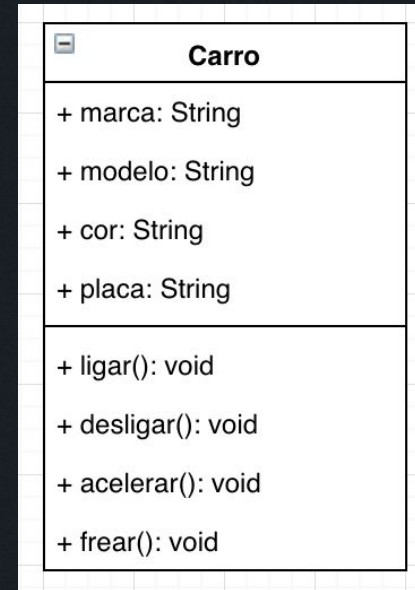 Carro
+ marca: String
+ modelo: String
+ cor: String
+ placa: String
+ ligar(): void
+ desligar(): void
+ acelerar(): void
+ frear(): void